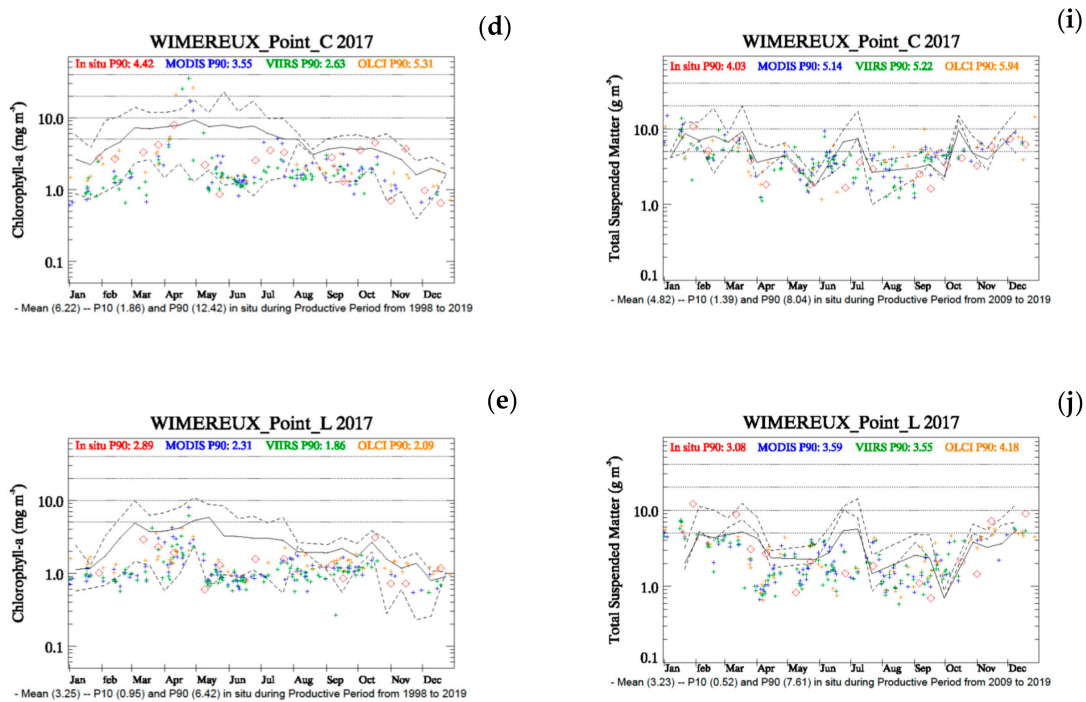 (d)
WIMEREUX_Point_C 2017
In situ P90: 4.42 MODIS P90: 3.55 VIIRS P90: 2.63 OLCI P90: 5.31
Chlorophyll-a (mg m-3)
10.0
1.0
0.1
Jan feb Mar Apr May Jun Jul Aug Sep Oct Nov Dec
- Mean (6.22) -- P10 (1.86) and P90 (12.42) in situ during Productive Period from 1998 to 2019
(i)
WIMEREUX_Point_C 2017
In situ P90: 4.03 MODIS P90: 5.14 VIIRS P90: 5.22 OLCI P90: 5.94
Total Suspended Matter (g m-3)
10.0
1.0
0.1
Jan feb Mar Apr May Jun Jul Aug Sep Oct Nov Dec
- Mean (4.82) -- P10 (1.39) and P90 (8.04) in situ during Productive Period from 2009 to 2019
(e)
WIMEREUX_Point_L 2017
In situ P90: 2.89 MODIS P90: 2.31 VIIRS P90: 1.86 OLCI P90: 2.09
Chlorophyll-a (mg m-3)
10.0
1.0
0.1
Jan feb Mar Apr May Jun Jul Aug Sep Oct Nov Dec
- Mean (3.25) -- P10 (0.95) and P90 (6.42) in situ during Productive Period from 1998 to 2019
(j)
WIMEREUX_Point_L 2017
In situ P90: 3.08 MODIS P90: 3.59 VIIRS P90: 3.55 OLCI P90: 4.18
Total Suspended Matter (g m-3)
10.0
1.0
0.1
Jan feb Mar Apr May Jun Jul Aug Sep Oct Nov Dec
- Mean (3.23) -- P10 (0.52) and P90 (7.61) in situ during Productive Period from 2009 to 2019